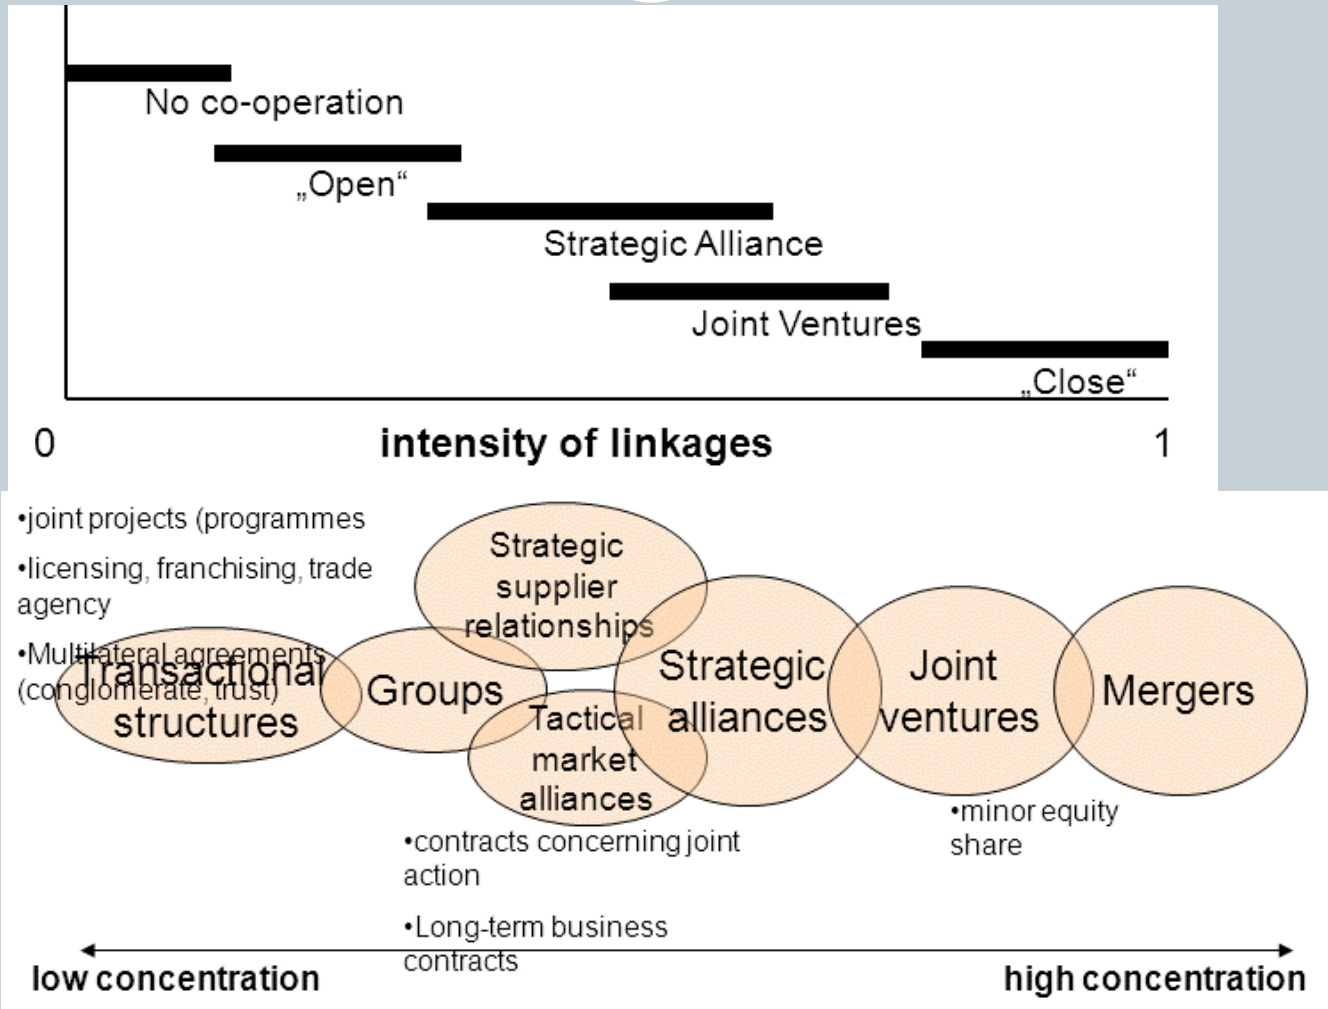 No co-operation
„Open“
Strategic Alliance
Joint Ventures
„Close“
0
intensity of linkages
1
•joint projects (programmes
•licensing, franchising, trade
agency
•Multilateral agreements
(conglomerate, trust)
Transactional
structures
Groups
Strategic
supplier
relationships
Tactical
market
alliances
Strategic
alliances
Joint
ventures
Mergers
•contracts concerning joint
action
•Long-term business
contracts
•minor equity
share
low concentration
high concentration